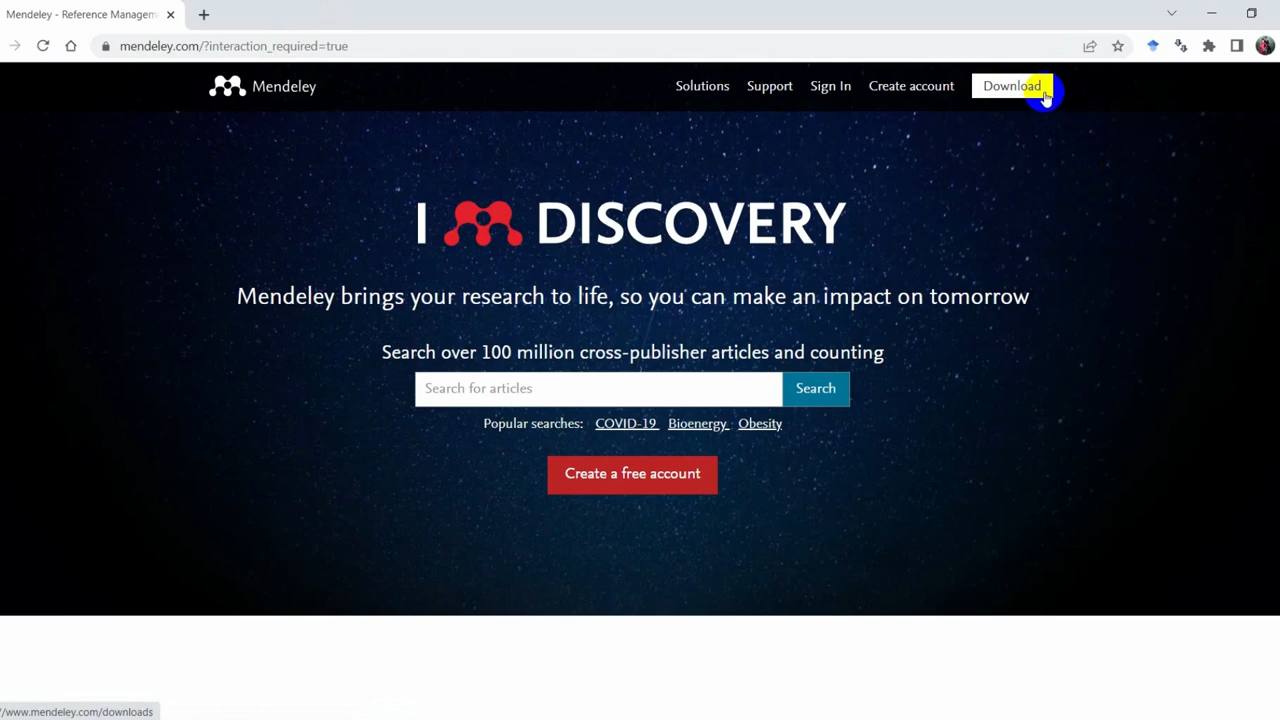 Mendeley - Reference Managem
mendeley.com/?interaction_required=true
Mendeley
Solutions Support Sign In Create account Download
I DISCOVERY
Mendeley brings your research to life, so you can make an impact on tomorrow
Search over 100 million cross-publisher articles and counting
Search for articles Search
Popular searches: COVID-19 Bioenergy Obesity
Create a free account
/www.mendeley.com/downloads